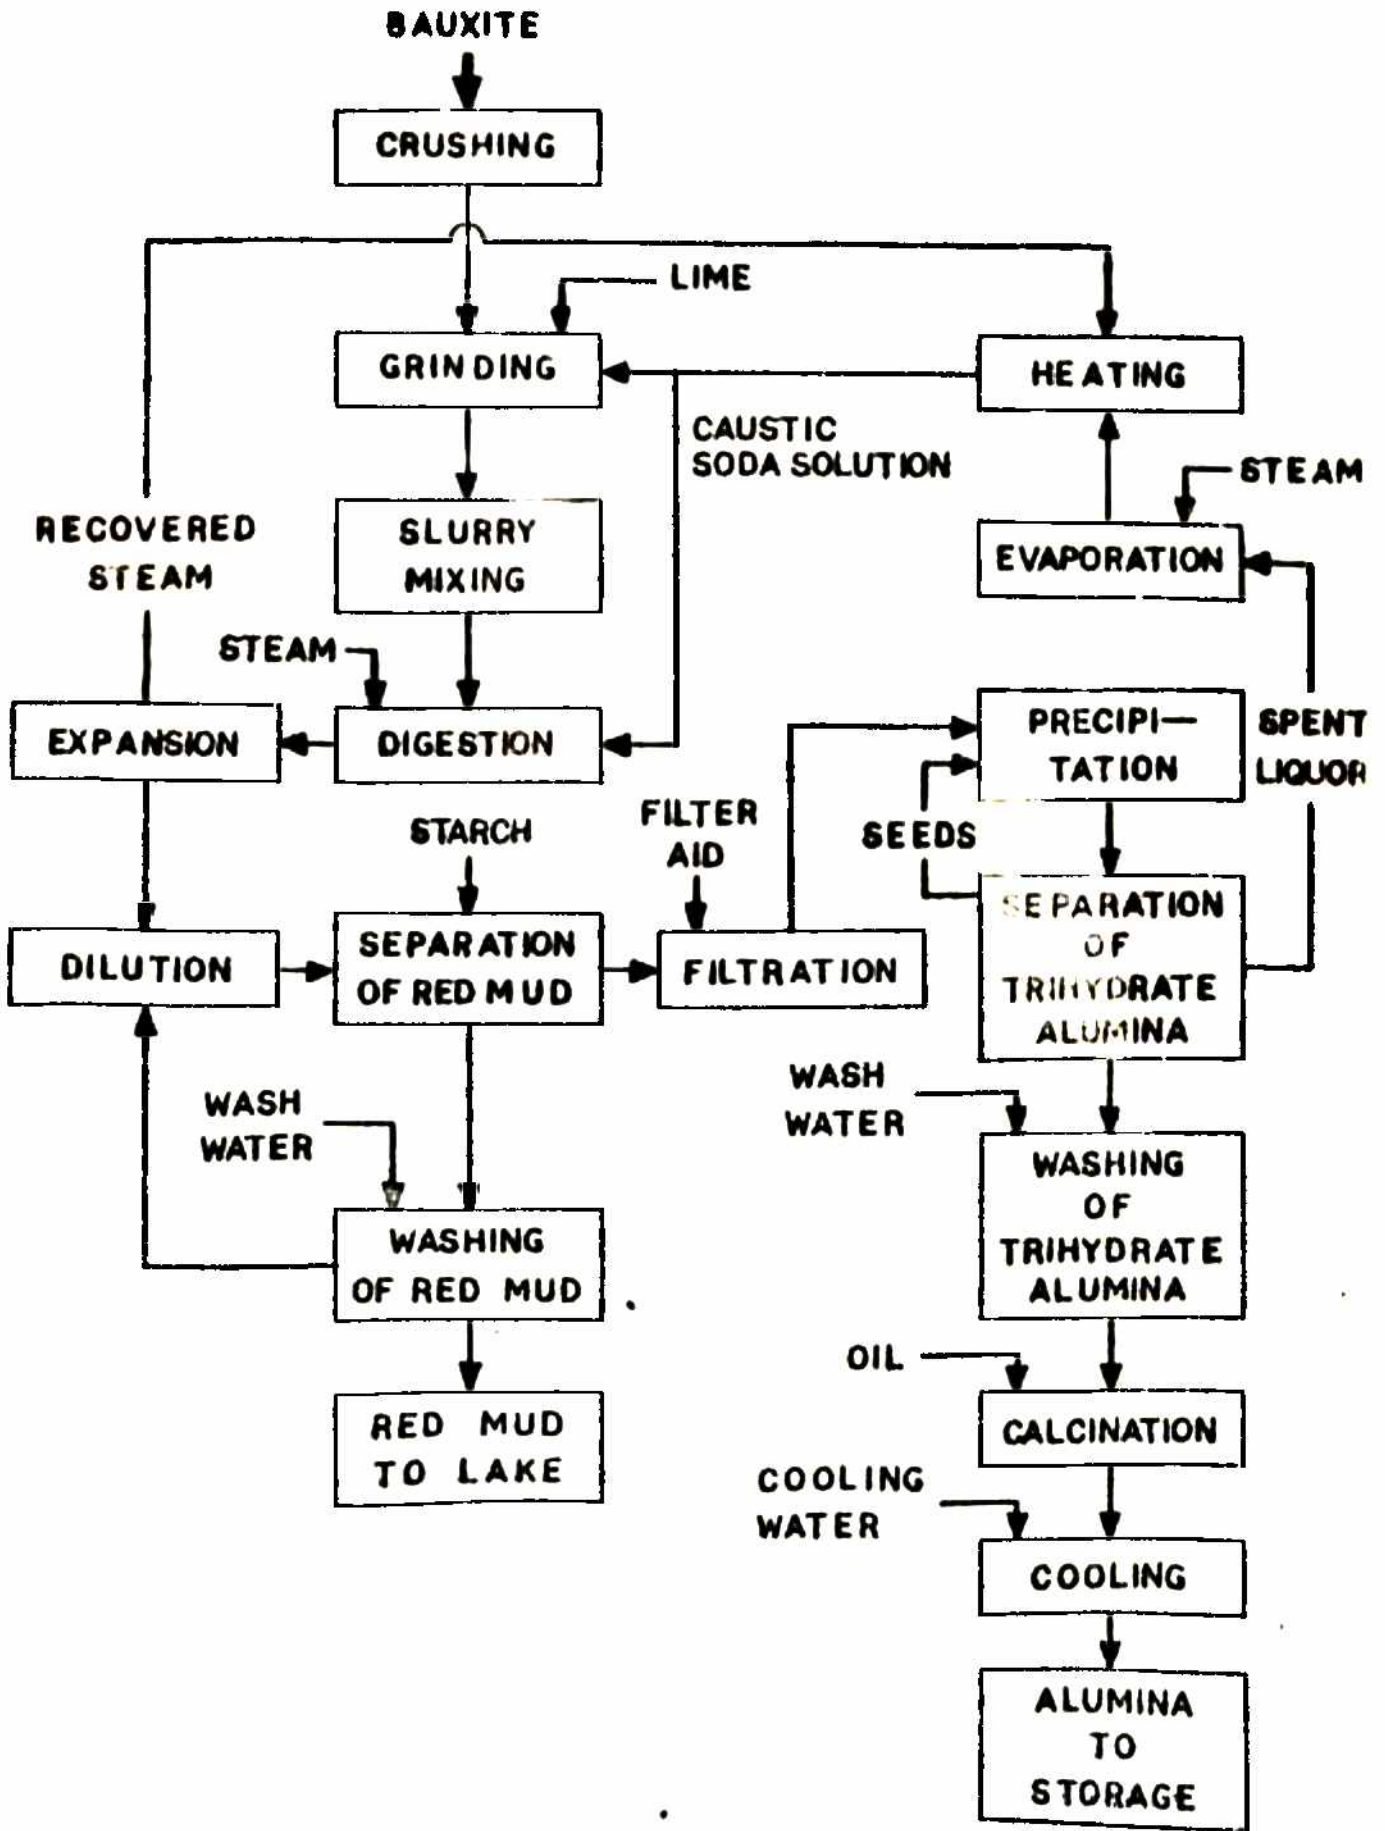 BAUXITE
CRUSHING
LIME
GRINDING
HEATING
CAUSTIC
SODA SOLUTION
STEAM
SLURRY
MIXING
EVAPORATION
RECOVERED
STEAM
STEAM
EXPANSION
DIGESTION
PRECIPI—
TATION
SPENT
LIQUOR
STARCH
FILTER
AID
SEEDS
DILUTION
SEPARATION
OF RED MUD
FILTRATION
SEPARATION
OF
TRIHYDRATE
ALUMINA
WASH
WATER
WASH
WATER
WASHING
OF RED MUD
WASHING
OF
TRIHYDRATE
ALUMINA
OIL
RED MUD
TO LAKE
CALCINATION
COOLING
WATER
COOLING
ALUMINA
TO
STORAGE